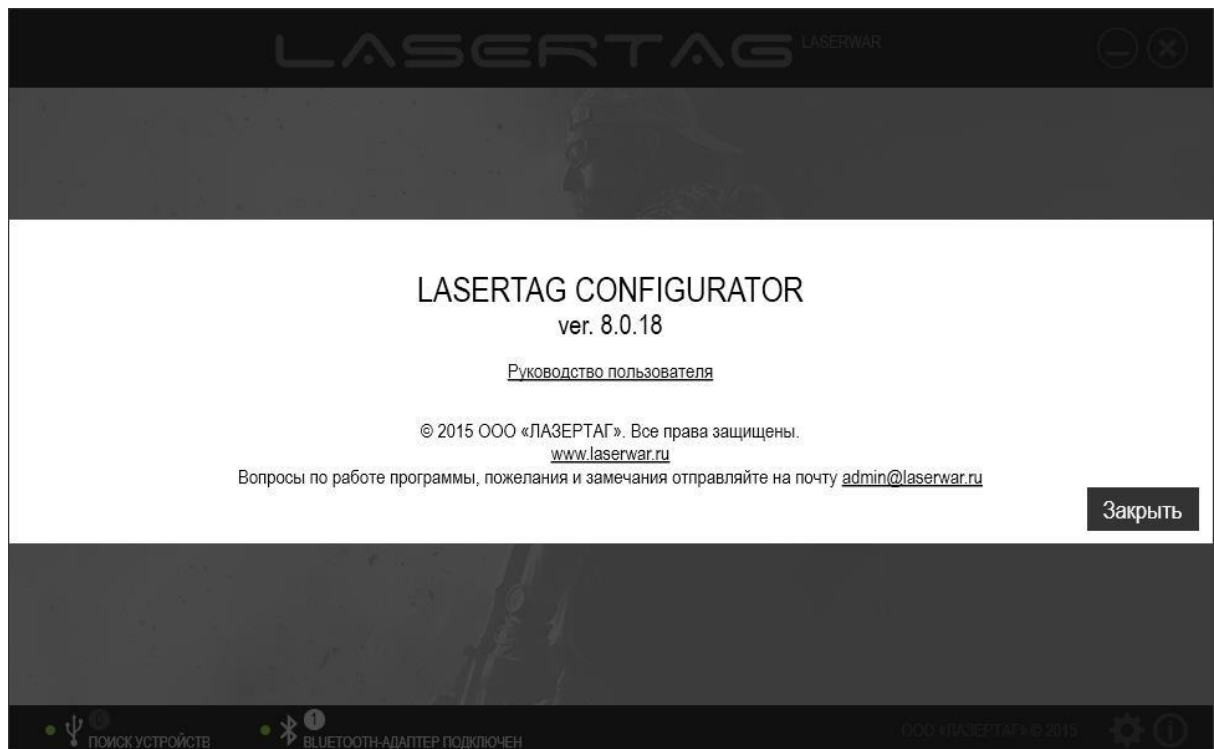 LASERTAG LASERWAR
LASERTAG CONFIGURATOR
ver. 8.0.18
Руководство пользователя
© 2015 ООО «ЛАЗЕРТАГ». Все права защищены.
www.laserwar.ru
Вопросы по работе программы, пожелания и замечания отправляйте на почту admin@laserwar.ru
Закрыть
0
ПОИСК УСТРОЙСТВ
1
BLUETOOTH-АДАПТЕР ПОДКЛЮЧЕН
ООО «ЛАЗЕРТАГ» © 2015